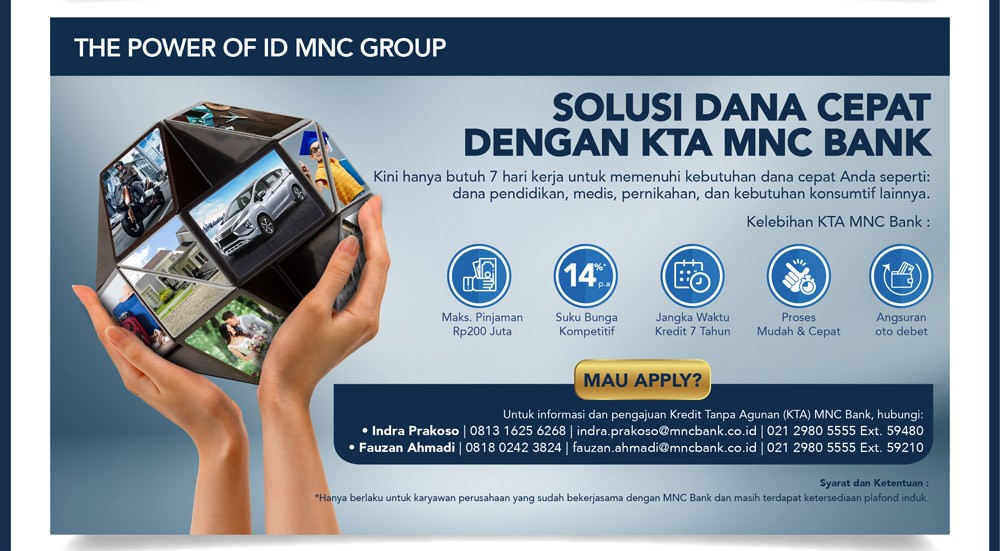 THE POWER OF ID MNC GROUP
SOLUSI DANA CEPAT
DENGAN KTA MNC BANK
Kini hanya butuh 7 hari kerja untuk memenuhi kebutuhan dana cepat Anda seperti:
dana pendidikan, medis, pernikahan, dan kebutuhan konsumtif lainnya.
Kelebihan KTA MNC Bank :
14%* p.a
Maks. Pinjaman
Rp200 Juta
Suku Bunga
Kompetitif
Jangka Waktu
Kredit 7 Tahun
Proses
Mudah & Cepat
Angsuran
oto debet
MAU APPLY?
Untuk informasi dan pengajuan Kredit Tanpa Agunan (KTA) MNC Bank, hubungi:
• Indra Prakoso | 0813 1625 6268 | indra.prakoso@mncbank.co.id | 021 2980 5555 Ext. 59480
• Fauzan Ahmadi | 0818 0242 3824 | fauzan.ahmadi@mncbank.co.id | 021 2980 5555 Ext. 59210
Syarat dan Ketentuan :
*Hanya berlaku untuk karyawan perusahaan yang sudah bekerjasama dengan MNC Bank dan masih terdapat ketersediaan plafond induk.